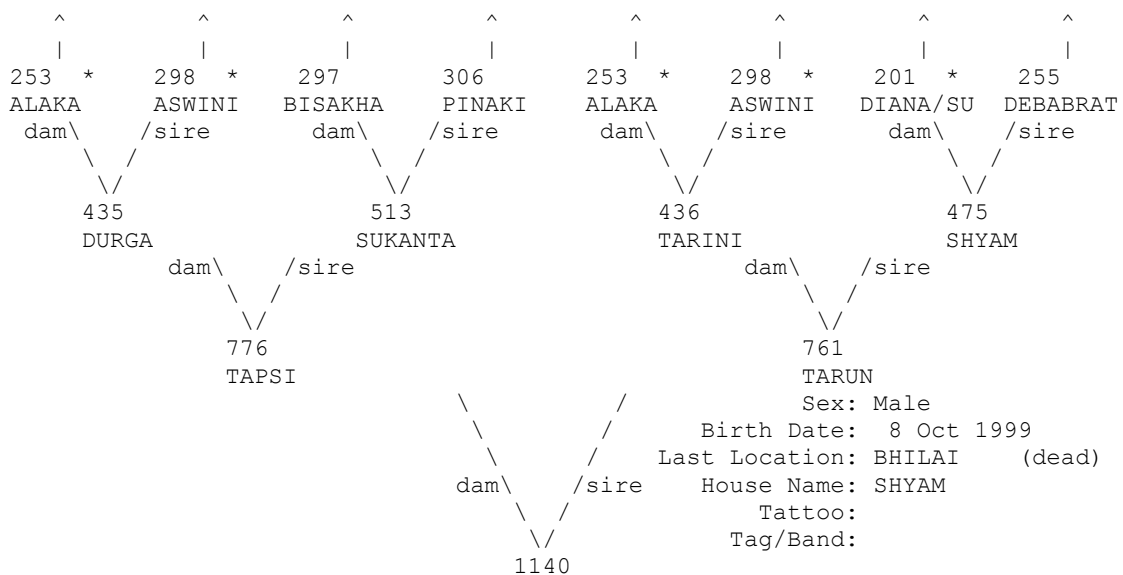 ^ ^ ^ ^ ^ ^ ^ ^
| | | | | | | |
253 * 298 * 297 306 253 * 298 * 201 * 255
ALAKA ASWINI BISAKHA PINAKI ALAKA ASWINI DIANA/SU DEBABRAT
dam\ /sire dam\ /sire dam\ /sire dam\ /sire
\ / \ / \ / \ /
\/ \/ \/ \/
435 513 436 475
DURGA SUKANTA TARINI SHYAM
dam\ /sire dam\ /sire
\ / \ /
\/ \/
776 761
TAPSI TARUN
\ / Sex: Male
\ / Birth Date: 8 Oct 1999
\ / Last Location: BHILAI (dead)
dam\ /sire House Name: SHYAM
\ / Tattoo:
\/ Tag/Band:
1140